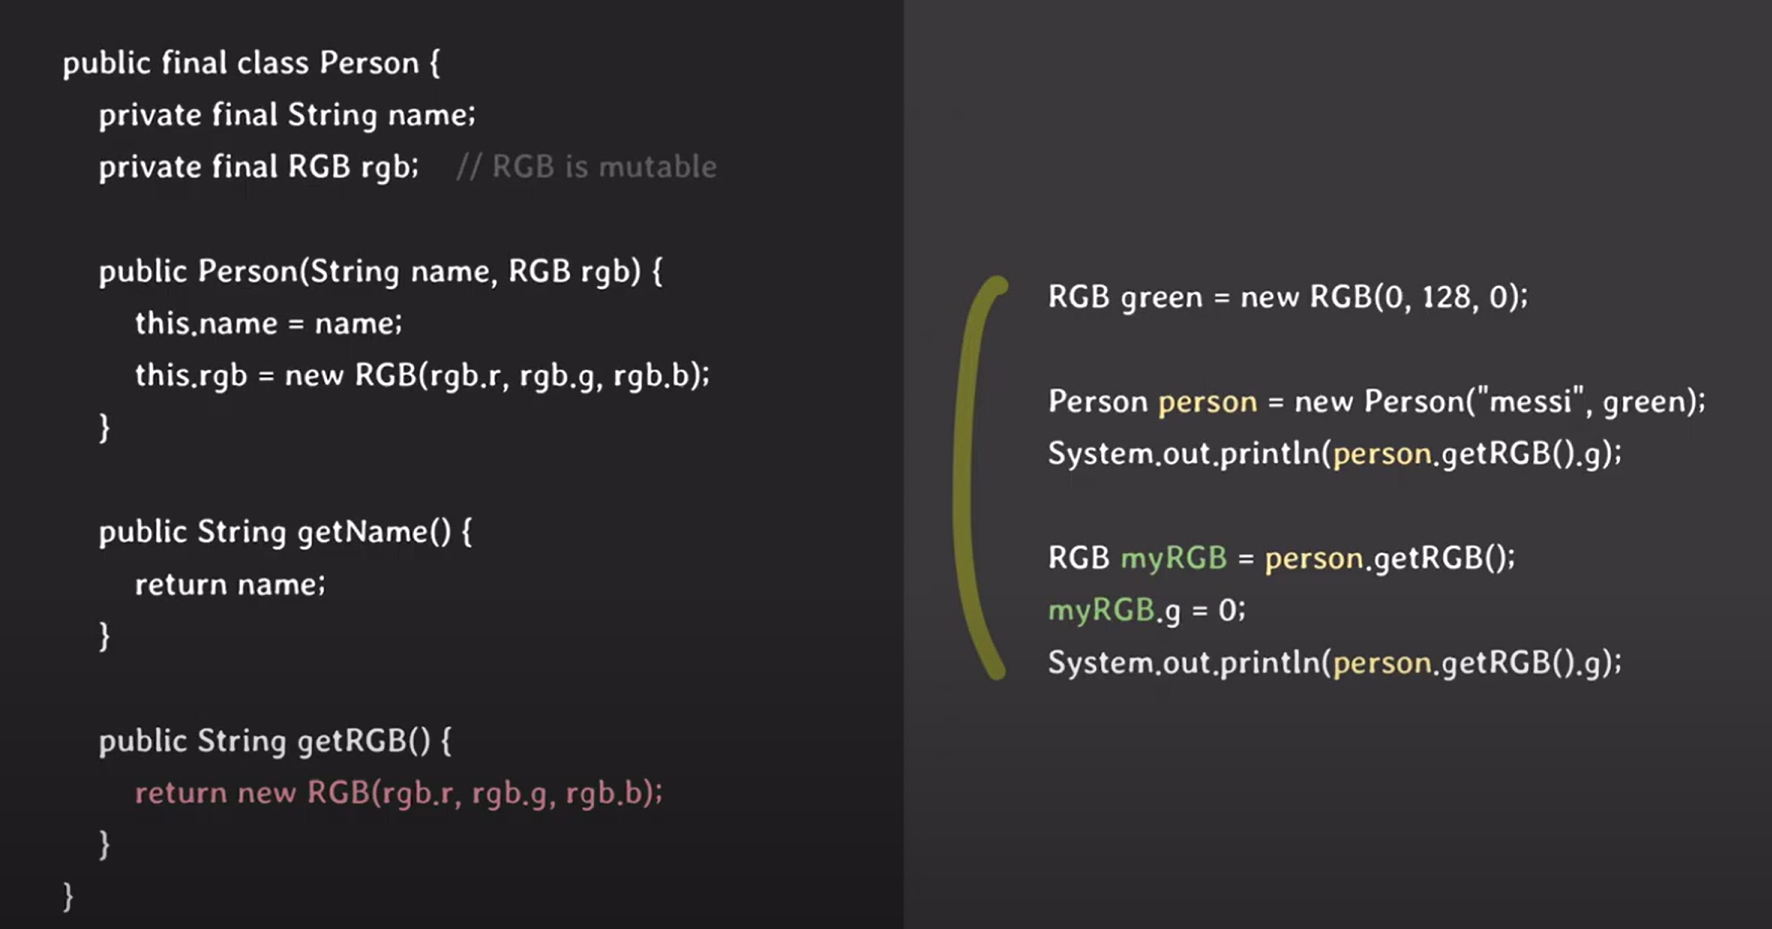 public final class Person {
private final String name;
private final RGB rgb; // RGB is mutable
public Person(String name, RGB rgb) {
this.name = name;
this.rgb = new RGB(rgb.r, rgb.g, rgb.b);
}
public String getName() {
return name;
}
public String getRGB() {
return new RGB(rgb.r, rgb.g, rgb.b);
}
}
RGB green = new RGB(0, 128, 0);
Person person = new Person("messi", green);
System.out.println(person.getRGB().g);
RGB myRGB = person.getRGB();
myRGB.g = 0;
System.out.println(person.getRGB().g);